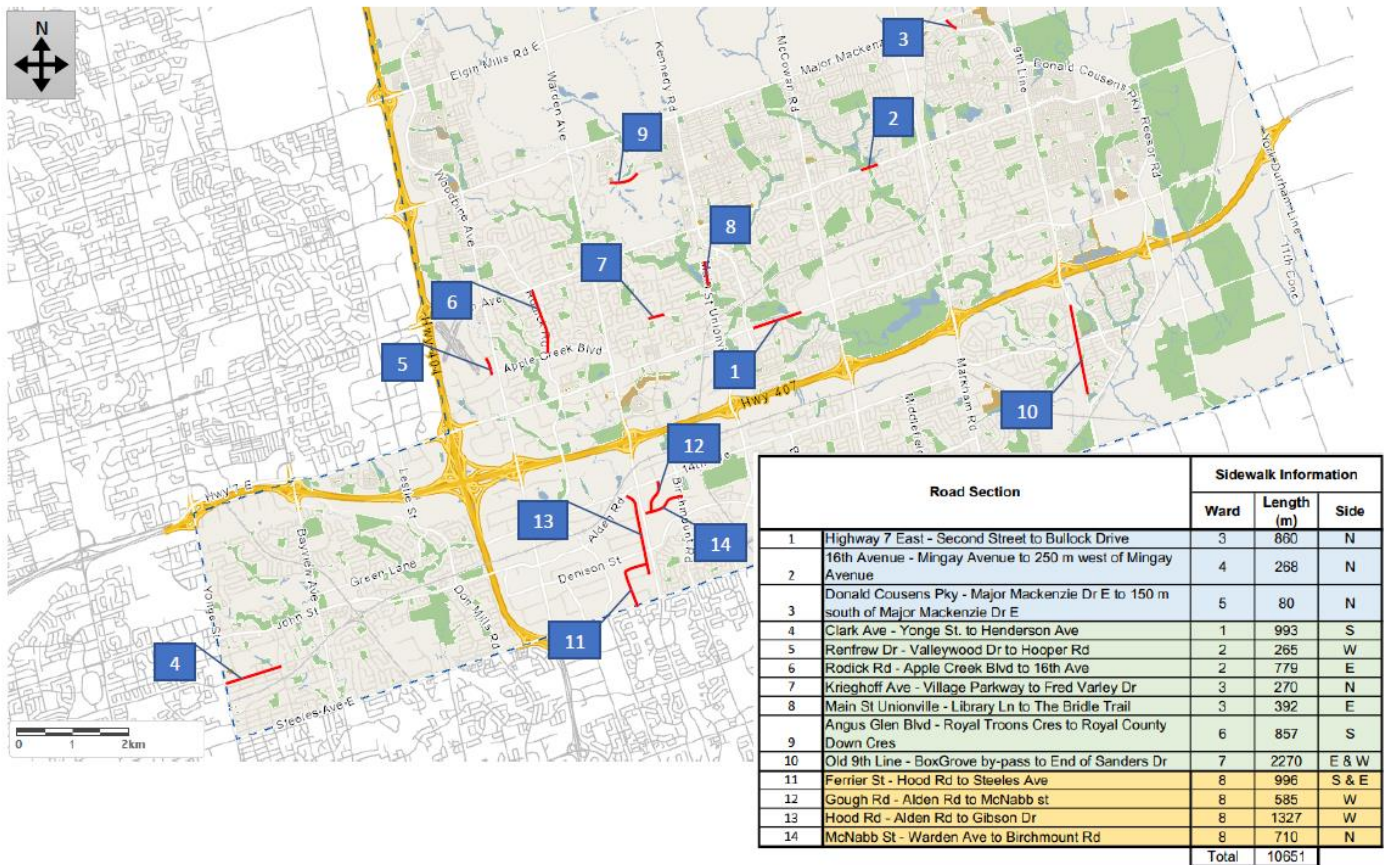 N
Elgin Mills Rd E
Warden Ave
Kennedy Rd
McCowan Rd
Major Mackenzie
3
9th Line
Donald Cousens Pky
Reesor Rd
York-Durham Line
11th Conc
2
9
Woodbine Ave
8
7
6
Ave
Rodick Rd
Main St Unionville
Hwy 404
5
Apple Creek Blvd
1
Hwy 407
Markham Rd
Middlefield
10
12
14th Ave
Hwy 7 E
Leslie St
Bayview Ave
Alden Rd
Birchmount Rd
13
14
Green Lane
Denison St
Yonge St
John St
Don Mills Rd
11
4
Steeles Ave E
0 1 2km
Road Section
Sidewalk Information
Ward
Length
(m)
Side
1 Highway 7 East - Second Street to Bullock Drive 3 860 N
16th Avenue - Mingay Avenue to 250 m west of Mingay
2 Avenue 4 268 N
Donald Cousens Pky - Major Mackenzie Dr E to 150 m
3 south of Major Mackenzie Dr E 5 80 N
4 Clark Ave - Yonge St. to Henderson Ave 1 993 S
5 Renfrew Dr - Valleywood Dr to Hooper Rd 2 265 W
6 Rodick Rd - Apple Creek Blvd to 16th Ave 2 779 E
7 Krieghoff Ave - Village Parkway to Fred Varley Dr 3 270 N
8 Main St Unionville - Library Ln to The Bridle Trail 3 392 E
Angus Glen Blvd - Royal Troons Cres to Royal County
9 Down Cres 6 857 S
10 Old 9th Line - BoxGrove by-pass to End of Sanders Dr 7 2270 E & W
11 Ferrier St - Hood Rd to Steeles Ave 8 996 S & E
12 Gough Rd - Alden Rd to McNabb st 8 585 W
13 Hood Rd - Alden Rd to Gibson Dr 8 1327 W
14 McNabb St - Warden Ave to Birchmount Rd 8 710 N
Total 10651